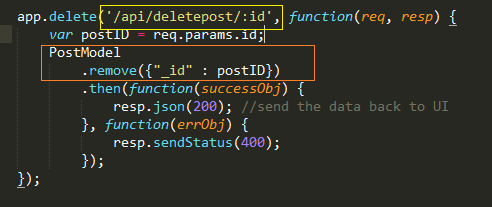 app.delete('/api/deletepost/:id', function(req, resp) {
    var postID = req.params.id;
    PostModel
        .remove({"_id" : postID})
        .then(function(successObj) {
            resp.json(200); //send the data back to UI
        }, function(errObj) {
            resp.sendStatus(400);
        });
});